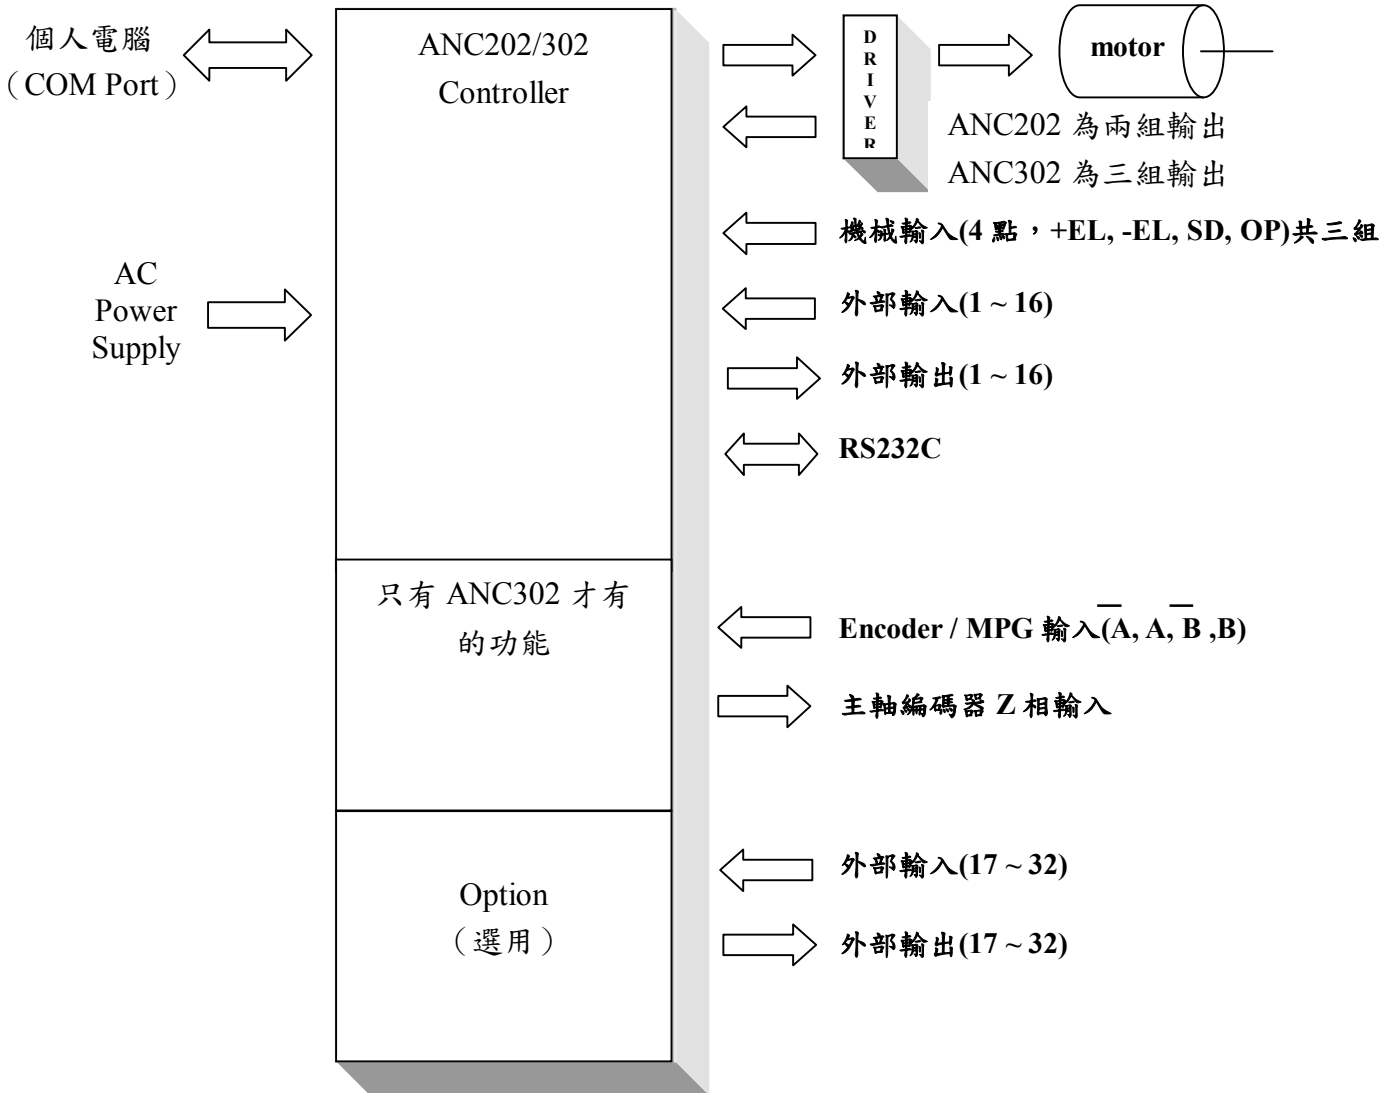 個人電腦
（COM Port）
ANC202/302
Controller
DRIVER
motor
ANC202 為兩組輸出
ANC302 為三組輸出
機械輸入(4 點，+EL, -EL, SD, OP)共三組
AC
Power
Supply
外部輸入(1 ~ 16)
外部輸出(1 ~ 16)
RS232C
只有 ANC302 才有
的功能
Encoder / MPG 輸入(A̅, A, B̅ ,B)
主軸編碼器 Z 相輸入
Option
（選用）
外部輸入(17 ~ 32)
外部輸出(17 ~ 32)